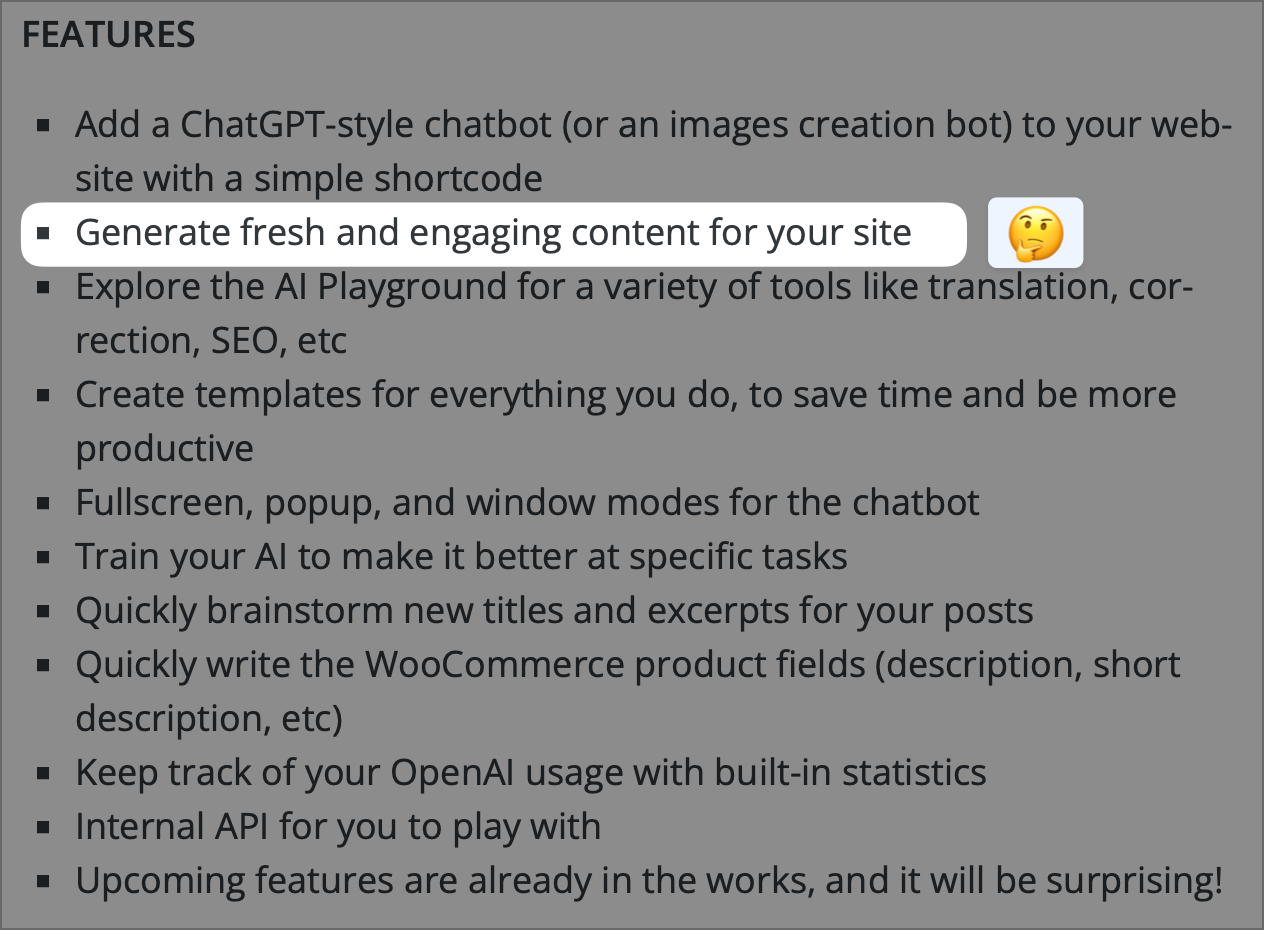 FEATURES
▪ Add a ChatGPT-style chatbot (or an images creation bot) to your web-
site with a simple shortcode
▪ Generate fresh and engaging content for your site 🤔
▪ Explore the AI Playground for a variety of tools like translation, cor-
rection, SEO, etc
▪ Create templates for everything you do, to save time and be more
productive
▪ Fullscreen, popup, and window modes for the chatbot
▪ Train your AI to make it better at specific tasks
▪ Quickly brainstorm new titles and excerpts for your posts
▪ Quickly write the WooCommerce product fields (description, short
description, etc)
▪ Keep track of your OpenAI usage with built-in statistics
▪ Internal API for you to play with
▪ Upcoming features are already in the works, and it will be surprising!